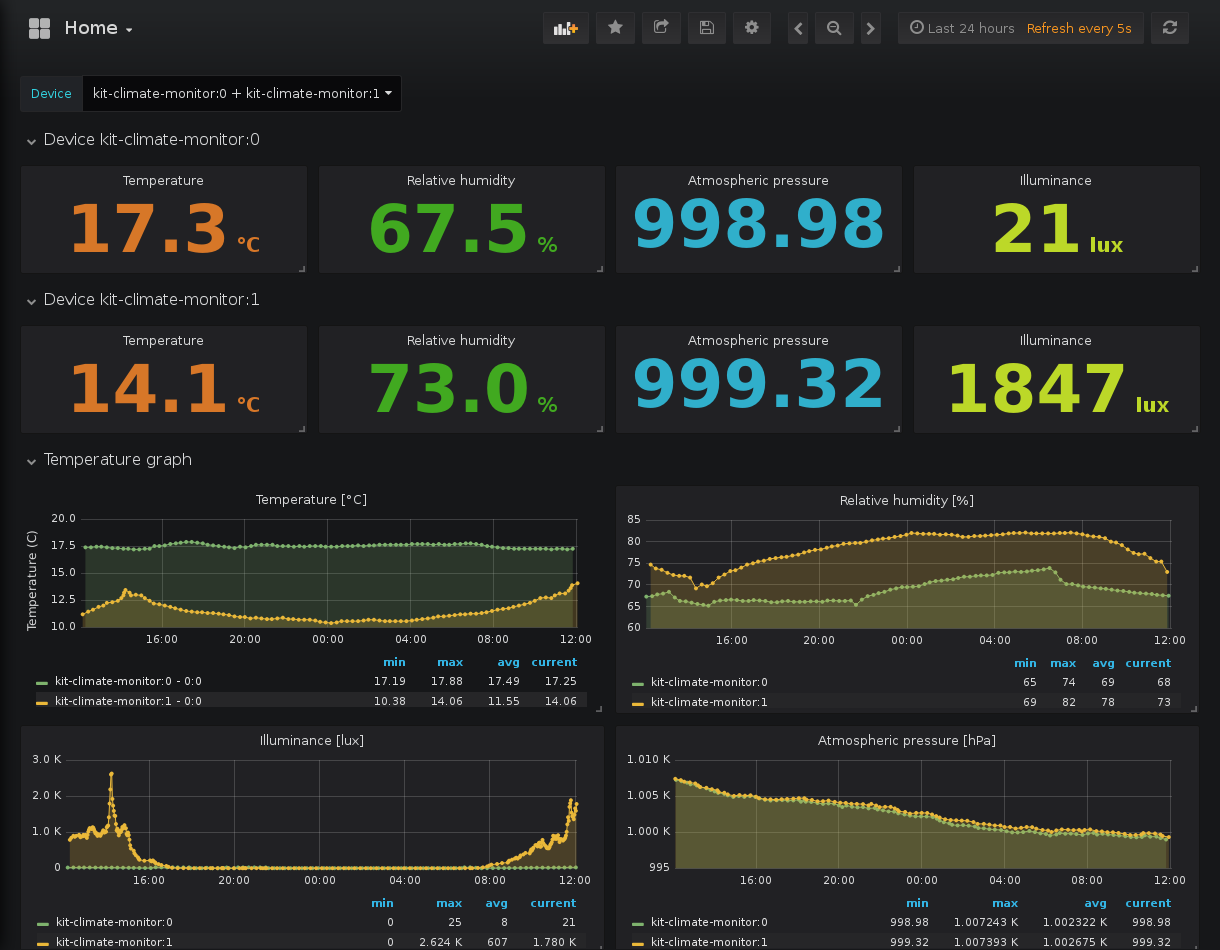 Home
Last 24 hours Refresh every 5s
Device kit-climate-monitor:0 + kit-climate-monitor:1
Device kit-climate-monitor:0
Temperature Relative humidity Atmospheric pressure Illuminance
17.3 °C 67.5 % 998.98 21 lux
Device kit-climate-monitor:1
Temperature Relative humidity Atmospheric pressure Illuminance
14.1 °C 73.0 % 999.32 1847 lux
Temperature graph
Temperature [°C]
Temperature (C)
20.0
17.5
15.0
12.5
10.0
16:00 20:00 00:00 04:00 08:00 12:00
min max avg current
kit-climate-monitor:0 - 0:0 17.19 17.88 17.49 17.25
kit-climate-monitor:1 - 0:0 10.38 14.06 11.55 14.06
Relative humidity [%]
85
80
75
70
65
60
16:00 20:00 00:00 04:00 08:00 12:00
min max avg current
kit-climate-monitor:0 65 74 69 68
kit-climate-monitor:1 69 82 78 73
Illuminance [lux]
3.0 K
2.0 K
1.0 K
0
16:00 20:00 00:00 04:00 08:00 12:00
min max avg current
kit-climate-monitor:0 0 25 8 21
kit-climate-monitor:1 0 2.624 K 607 1.780 K
Atmospheric pressure [hPa]
1.010 K
1.005 K
1.000 K
995
16:00 20:00 00:00 04:00 08:00 12:00
min max avg current
kit-climate-monitor:0 998.98 1.007243 K 1.002322 K 998.98
kit-climate-monitor:1 999.32 1.007393 K 1.002675 K 999.32